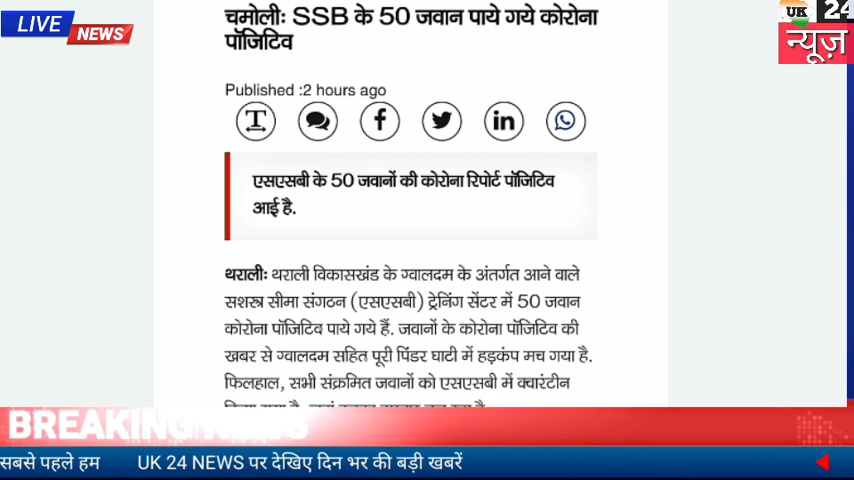 LIVE
NEWS
UK 24
न्यूज़
चमोलीः SSB के 50 जवान पाये गये कोरोना
पॉजिटिव
Published :2 hours ago
एसएसबी के 50 जवानों की कोरोना रिपोर्ट पॉजिटिव
आई है.
थरालीः थराली विकासखंड के ग्वालदम के अंतर्गत आने वाले
सशस्त्र सीमा संगठन (एसएसबी) ट्रेनिंग सेंटर में 50 जवान
कोरोना पॉजिटिव पाये गये हैं. जवानों के कोरोना पॉजिटिव की
खबर से ग्वालदम सहित पूरी पिंडर घाटी में हड़कंप मच गया है.
फिलहाल, सभी संक्रमित जवानों को एसएसबी में क्वारंटीन
BREAKING NEWS
सबसे पहले हम UK 24 NEWS पर देखिए दिन भर की बड़ी खबरें